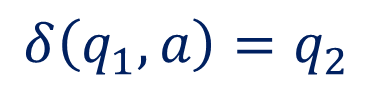 δ(q₁, a) = q₂